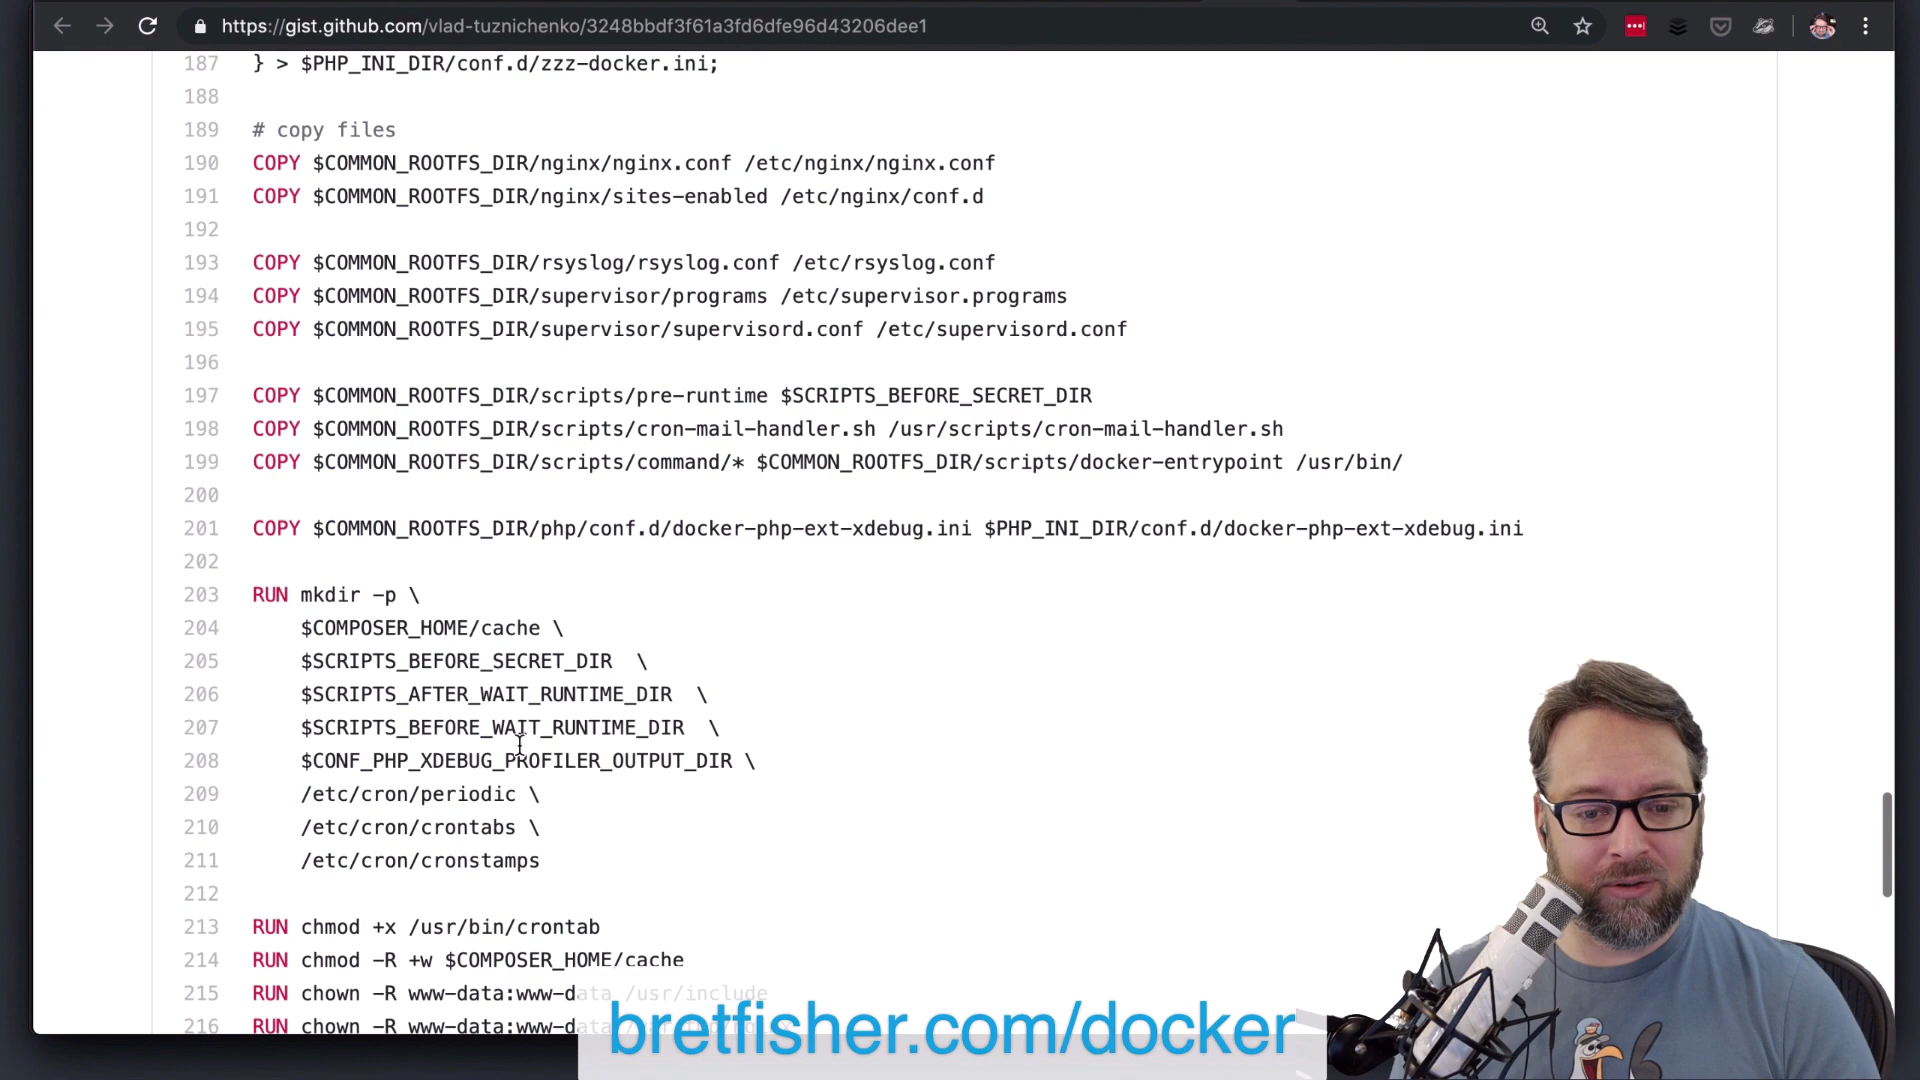 https://gist.github.com/vlad-tuznichenko/3248bbdf3f61a3fd6dfe96d43206dee1
187 } > $PHP_INI_DIR/conf.d/zzz-docker.ini;
188
189 # copy files
190 COPY $COMMON_ROOTFS_DIR/nginx/nginx.conf /etc/nginx/nginx.conf
191 COPY $COMMON_ROOTFS_DIR/nginx/sites-enabled /etc/nginx/conf.d
192
193 COPY $COMMON_ROOTFS_DIR/rsyslog/rsyslog.conf /etc/rsyslog.conf
194 COPY $COMMON_ROOTFS_DIR/supervisor/programs /etc/supervisor.programs
195 COPY $COMMON_ROOTFS_DIR/supervisor/supervisord.conf /etc/supervisord.conf
196
197 COPY $COMMON_ROOTFS_DIR/scripts/pre-runtime $SCRIPTS_BEFORE_SECRET_DIR
198 COPY $COMMON_ROOTFS_DIR/scripts/cron-mail-handler.sh /usr/scripts/cron-mail-handler.sh
199 COPY $COMMON_ROOTFS_DIR/scripts/command/* $COMMON_ROOTFS_DIR/scripts/docker-entrypoint /usr/bin/
200
201 COPY $COMMON_ROOTFS_DIR/php/conf.d/docker-php-ext-xdebug.ini $PHP_INI_DIR/conf.d/docker-php-ext-xdebug.ini
202
203 RUN mkdir -p \
204 $COMPOSER_HOME/cache \
205 $SCRIPTS_BEFORE_SECRET_DIR \
206 $SCRIPTS_AFTER_WAIT_RUNTIME_DIR \
207 $SCRIPTS_BEFORE_WAIT_RUNTIME_DIR \
208 $CONF_PHP_XDEBUG_PROFILER_OUTPUT_DIR \
209 /etc/cron/periodic \
210 /etc/cron/crontabs \
211 /etc/cron/cronstamps
212
213 RUN chmod +x /usr/bin/crontab
214 RUN chmod -R +w $COMPOSER_HOME/cache
215 RUN chown -R www-data:www-data /usr/include
216 RUN chown -R www-data:www-data
bretfisher.com/docker